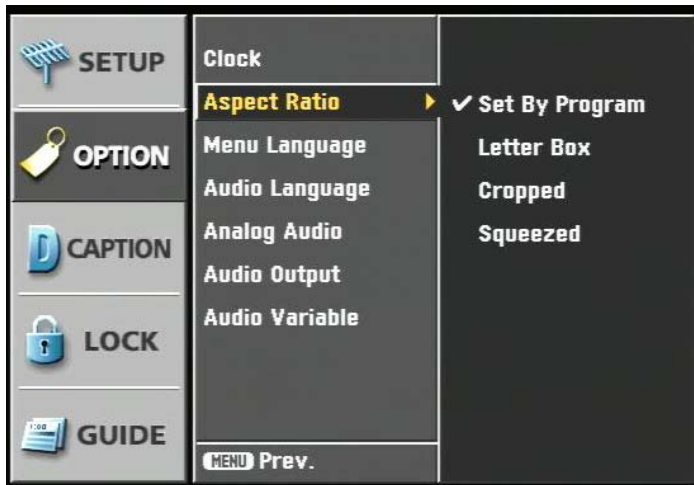 SETUP
OPTION
CAPTION
LOCK
GUIDE
Clock
Aspect Ratio
Menu Language
Audio Language
Analog Audio
Audio Output
Audio Variable
MENU Prev.
✔ Set By Program
Letter Box
Cropped
Squeezed